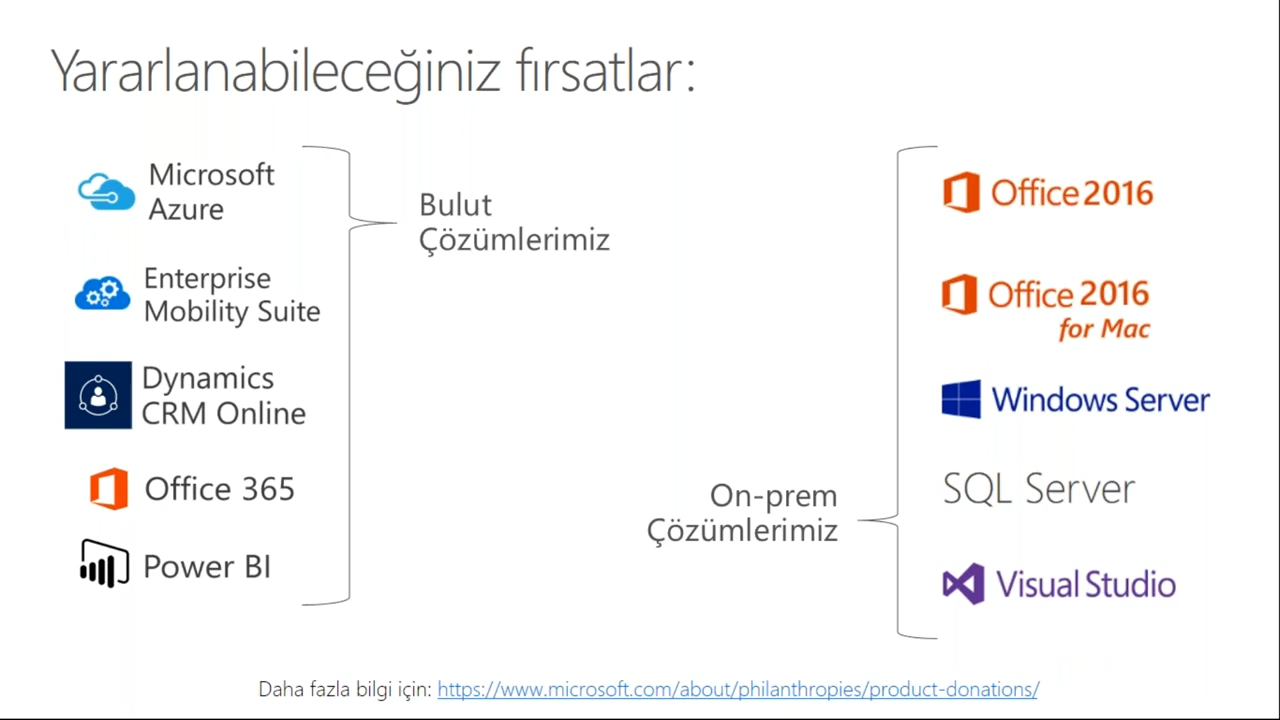 Yararlanabileceğiniz fırsatlar:
Microsoft
Azure
Enterprise
Mobility Suite
Dynamics
CRM Online
Office 365
Power BI
Bulut
Çözümlerimiz
On-prem
Çözümlerimiz
Office 2016
Office 2016
for Mac
Windows Server
SQL Server
Visual Studio
Daha fazla bilgi için: https://www.microsoft.com/about/philanthropies/product-donations/